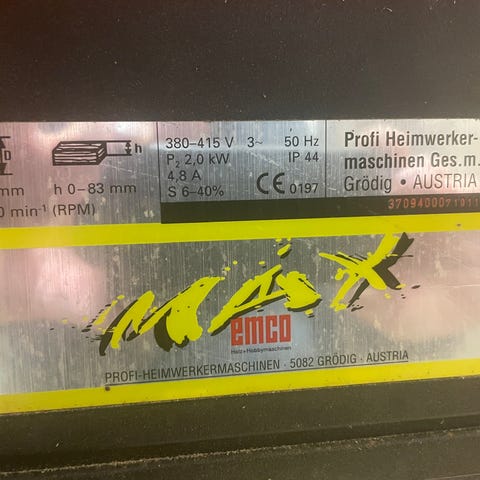 D
h
mm
h 0–83 mm
0 min⁻¹ (RPM)
380–415 V 3~ 50 Hz
P₂ 2,0 kW IP 44
4,8 A
S 6–40% CE 0197
Profi Heimwerker-
maschinen Ges.m.
Grödig • AUSTRIA
3709400071911
MAX
emco
Holz+Hobbymaschinen
PROFI-HEIMWERKERMASCHINEN · 5082 GRÖDIG · AUSTRIA